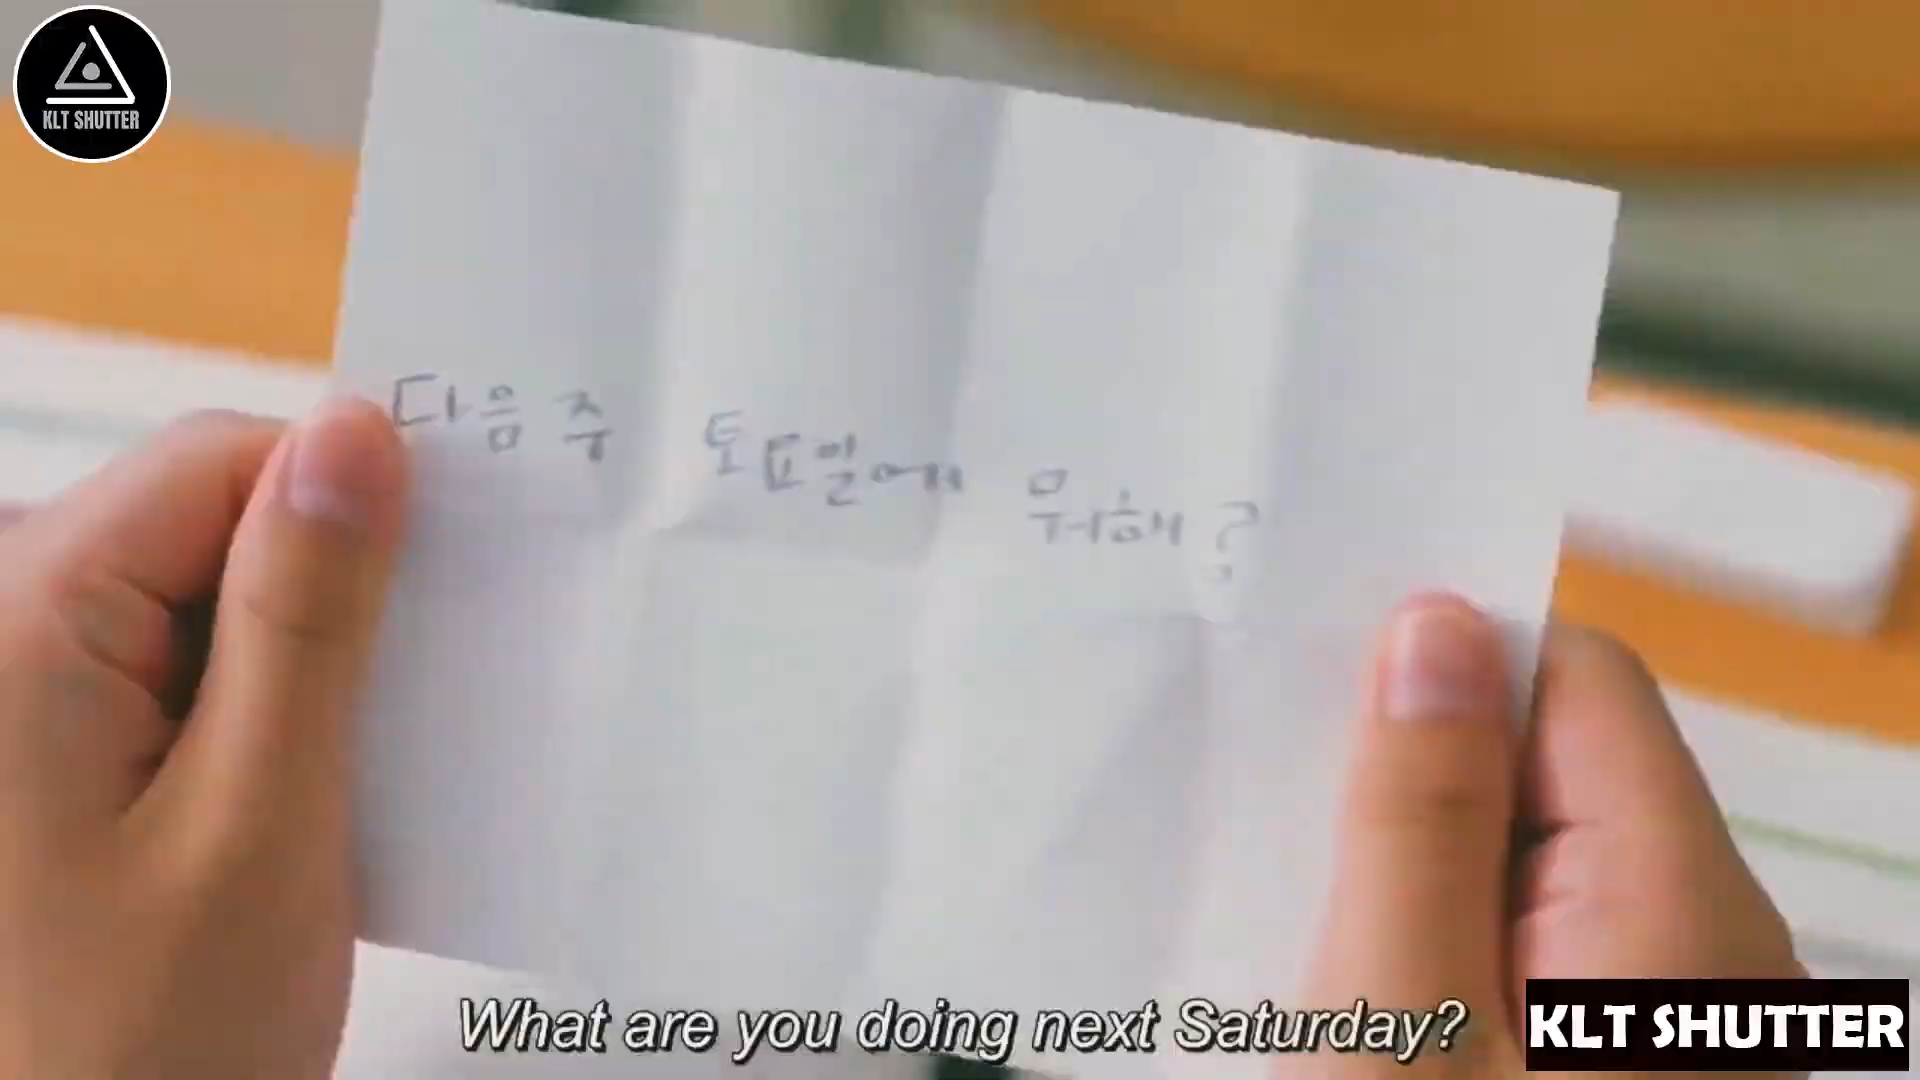 KLT SHUTTER
다음 주 토요일에 뭐해?
What are you doing next Saturday?
KLT SHUTTER